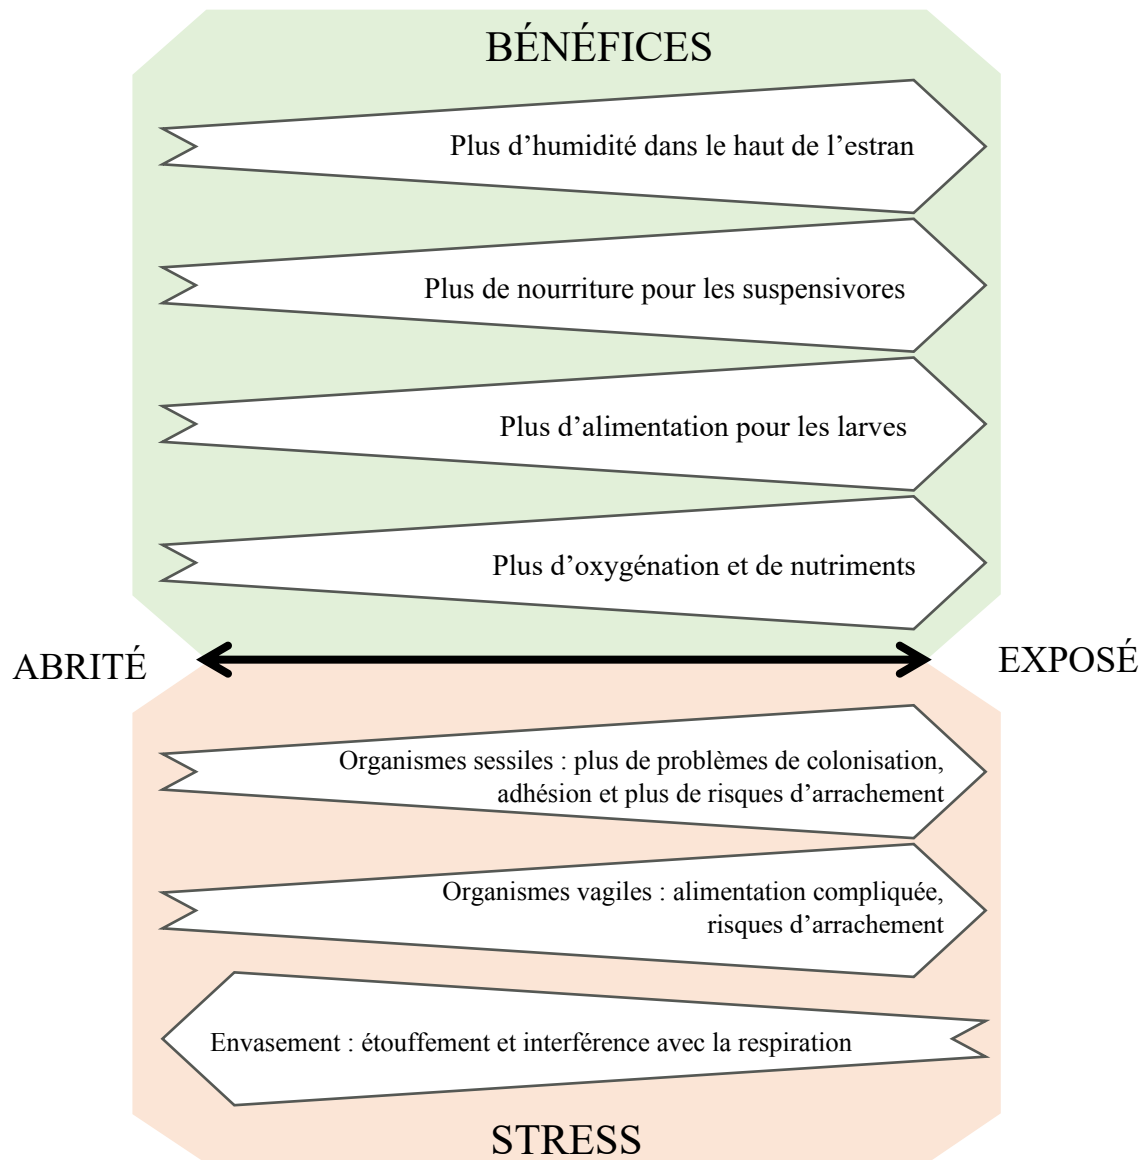 BÉNÉFICES
Plus d’humidité dans le haut de l’estran
Plus de nourriture pour les suspensivores
Plus d’alimentation pour les larves
Plus d’oxygénation et de nutriments
ABRITÉ
EXPOSÉ
Organismes sessiles : plus de problèmes de colonisation,
adhésion et plus de risques d’arrachement
Organismes vagiles : alimentation compliquée,
risques d’arrachement
Envasement : étouffement et interférence avec la respiration
STRESS